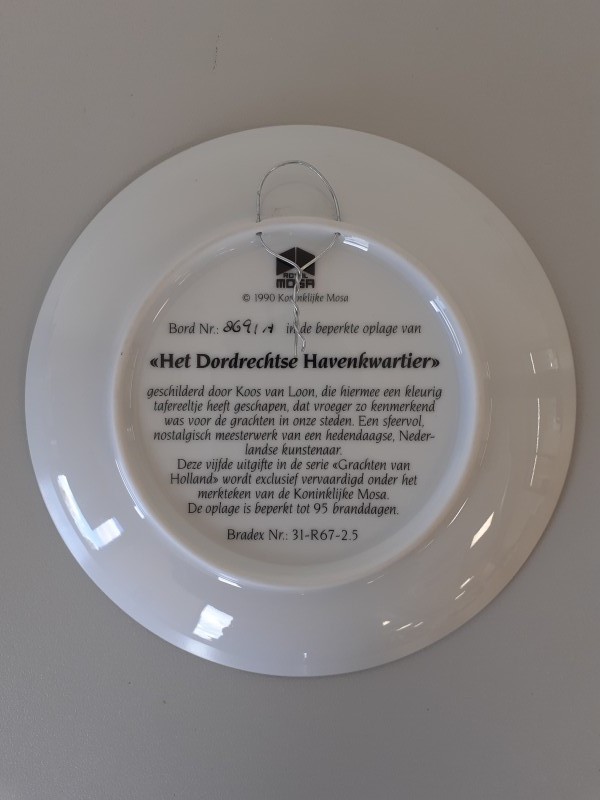 ROYAL
MOSA
© 1990 Koninklijke Mosa
Bord Nr.: 8691A in de beperkte oplage van
«Het Dordrechtse Havenkwartier»
geschilderd door Koos van Loon, die hiermee een kleurig
tafereeltje heeft geschapen, dat vroeger zo kenmerkend
was voor de grachten in onze steden. Een sfeervol,
nostalgisch meesterwerk van een hedendaagse, Neder-
landse kunstenaar.
Deze vijfde uitgifte in de serie «Grachten van
Holland» wordt exclusief vervaardigd onder het
merkteken van de Koninklijke Mosa.
De oplage is beperkt tot 95 branddagen.
Bradex Nr.: 31-R67-2.5